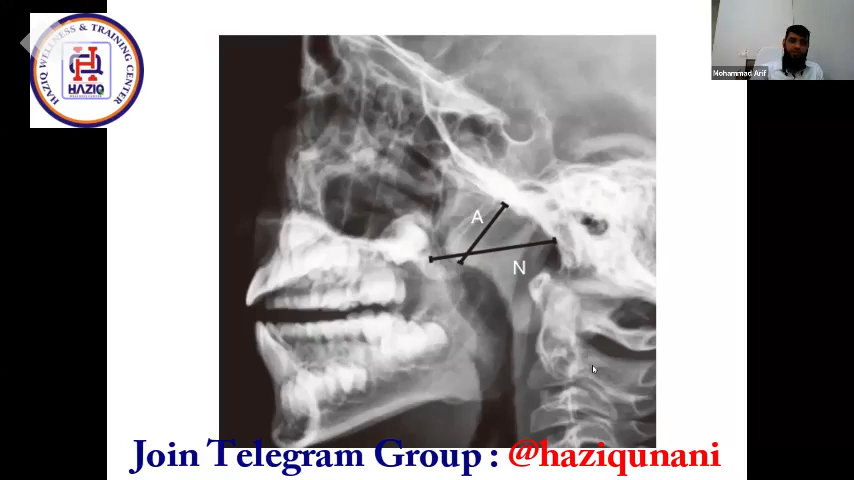 HAZIQ WELLNESS & TRAINING CENTER
HAZIQ
Mohammad Arif
A
N
Join Telegram Group : @haziqunani